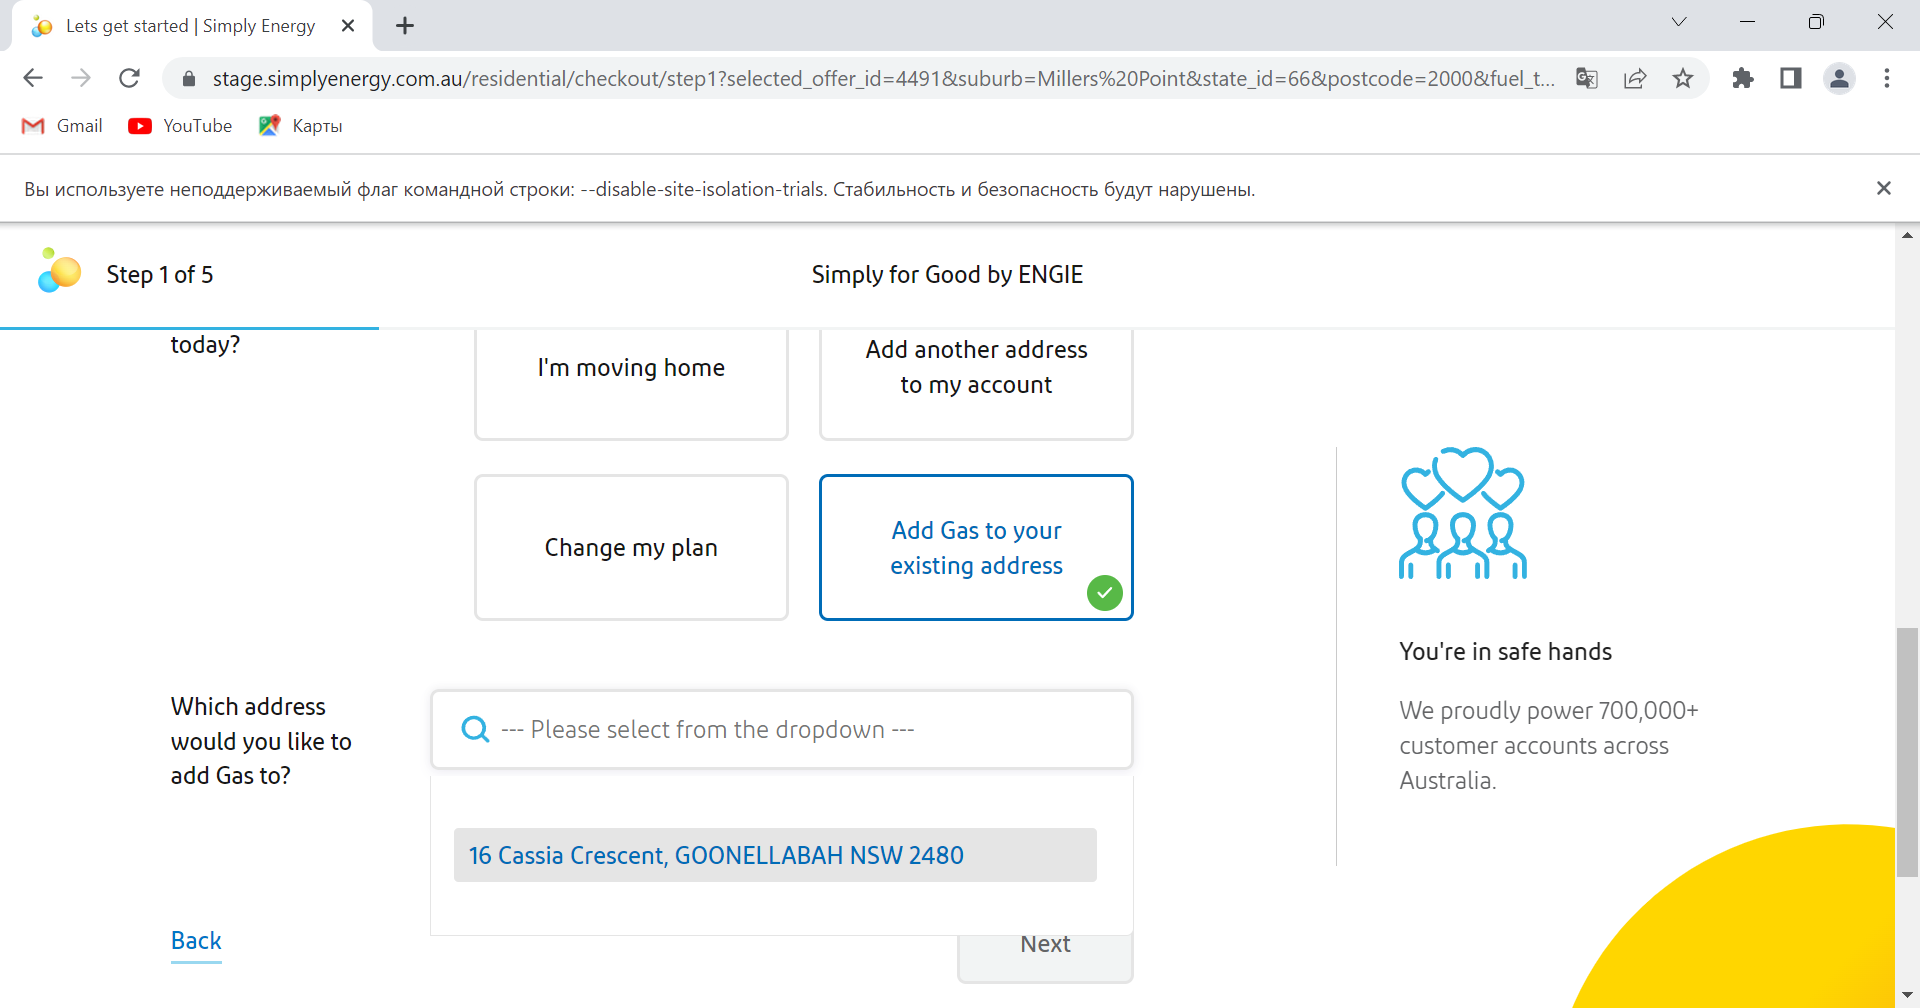 Lets get started | Simply Energy
stage.simplyenergy.com.au/residential/checkout/step1?selected_offer_id=4491&suburb=Millers%20Point&state_id=66&postcode=2000&fuel_t...
Gmail
YouTube
Карты
Вы используете неподдерживаемый флаг командной строки: --disable-site-isolation-trials. Стабильность и безопасность будут нарушены.
Step 1 of 5
Simply for Good by ENGIE
today?
I'm moving home
Add another address
to my account
Change my plan
Add Gas to your
existing address
You're in safe hands
We proudly power 700,000+
customer accounts across
Australia.
Which address
would you like to
add Gas to?
--- Please select from the dropdown ---
16 Cassia Crescent, GOONELLABAH NSW 2480
Back
Next